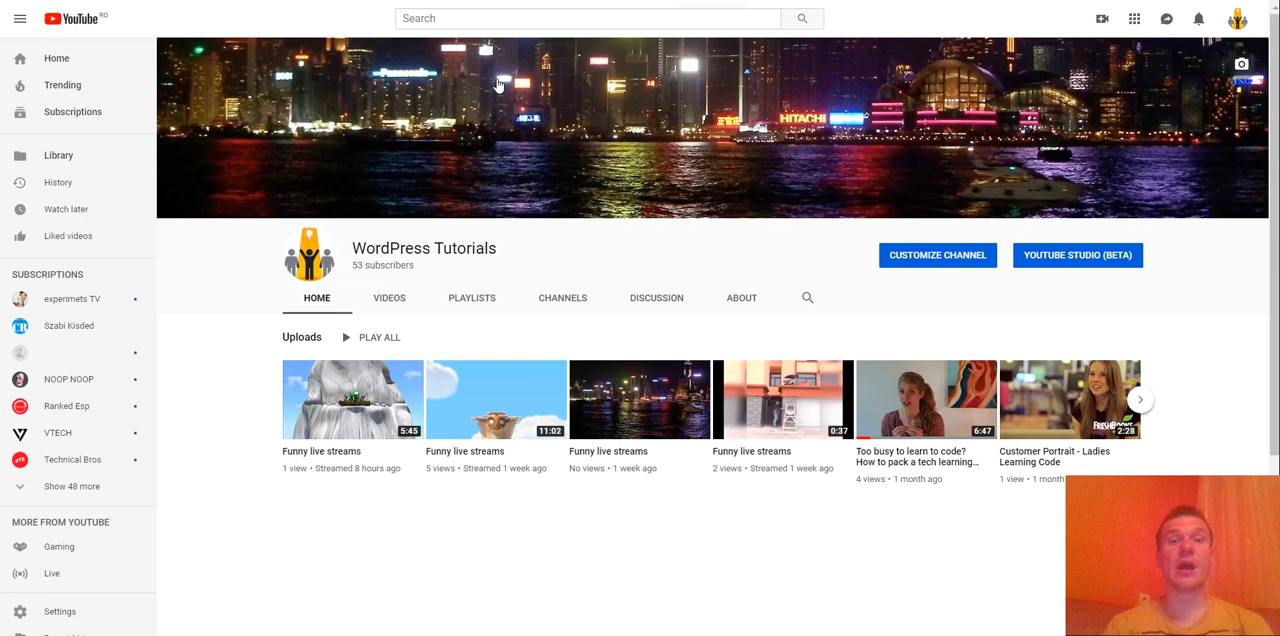 YouTube RO
Search
Home
Trending
Subscriptions
Library
History
Watch later
Liked videos
SUBSCRIPTIONS
experimets TV
Szabi Kisded
NOOP NOOP
Ranked Esp
VTECH
Technical Bros
Show 48 more
MORE FROM YOUTUBE
Gaming
Live
Settings
Panasonic
HITACHI
WordPress Tutorials
53 subscribers
CUSTOMIZE CHANNEL
YOUTUBE STUDIO (BETA)
HOME
VIDEOS
PLAYLISTS
CHANNELS
DISCUSSION
ABOUT
Uploads
PLAY ALL
5:45
11:02
0:37
6:47
2:28
Funny live streams
1 view • Streamed 8 hours ago
Funny live streams
5 views • Streamed 1 week ago
Funny live streams
No views • 1 week ago
Funny live streams
2 views • Streamed 1 week ago
Too busy to learn to code?
How to pack a tech learning...
4 views • 1 month ago
Customer Portrait - Ladies
Learning Code
1 view • 1 month